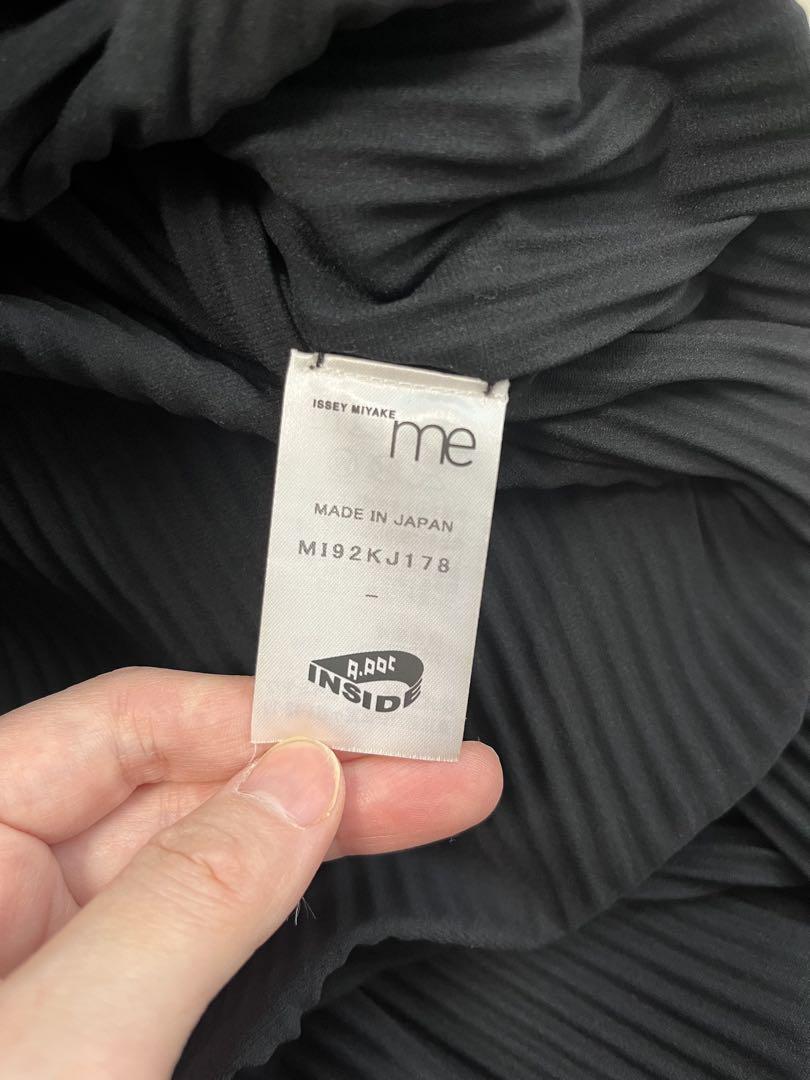 ISSEY MIYAKE
me
MADE IN JAPAN
MI92KJ178
–
A.POC
INSIDE